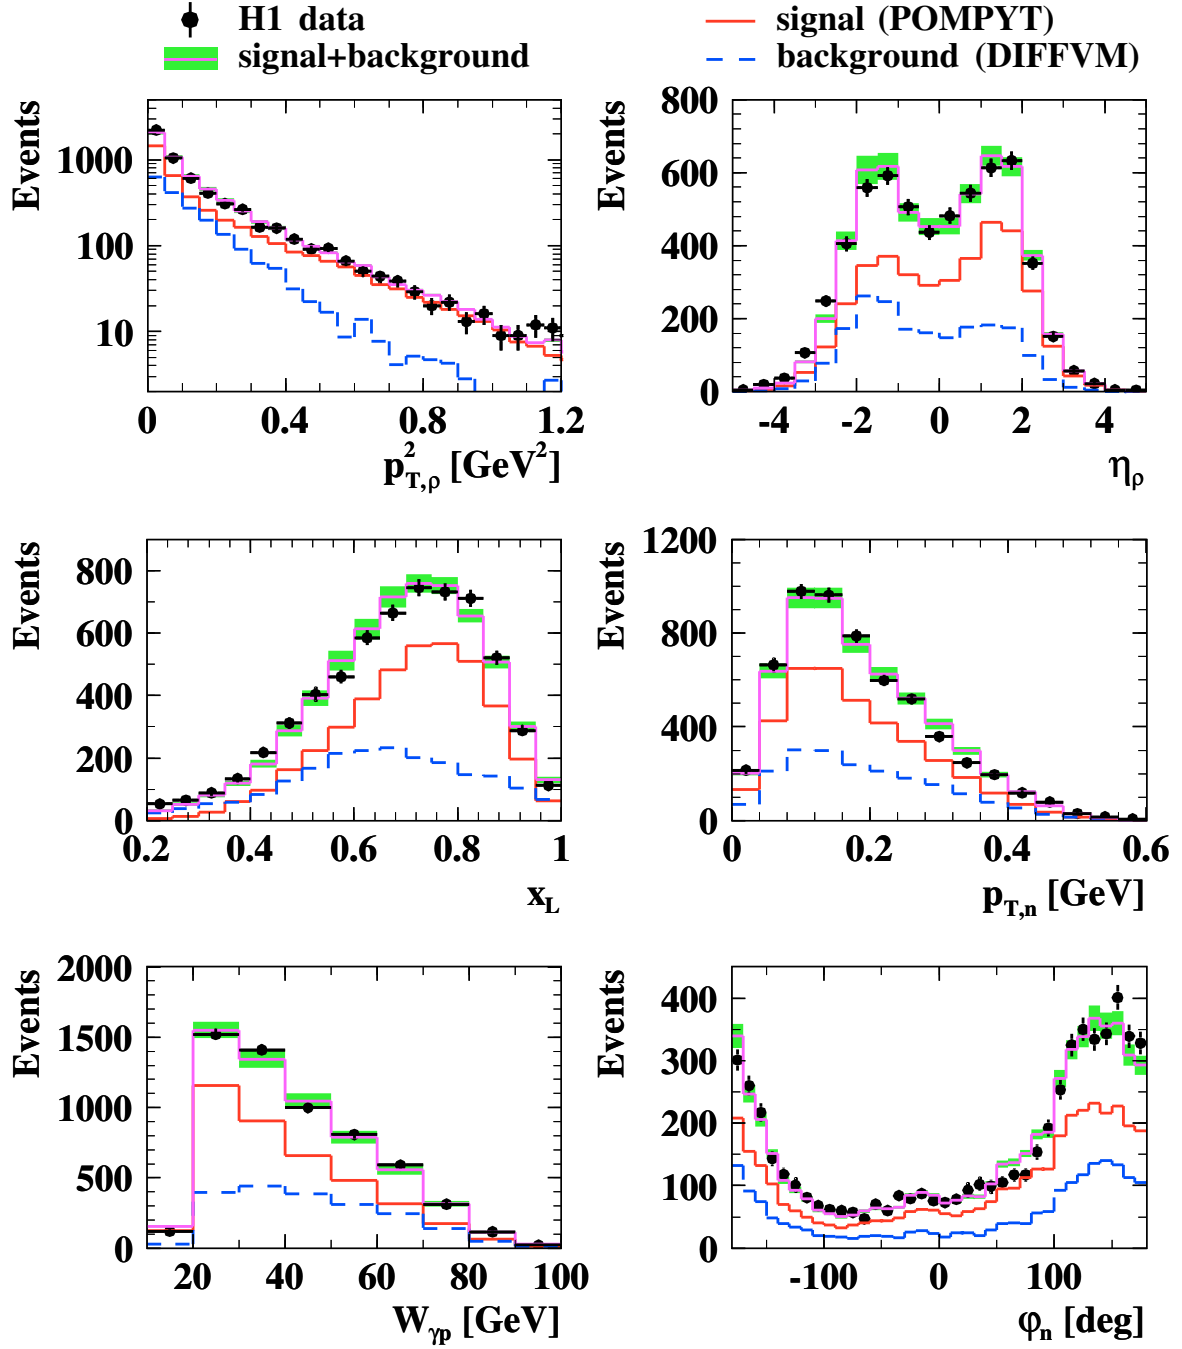 H1 data
signal+background
signal (POMPYT)
background (DIFFVM)
Events
1000
100
10
0 0.4 0.8 1.2
p²T,ρ [GeV²]
Events
800
600
400
200
0
-4 -2 0 2 4
ηρ
Events
800
600
400
200
0
0.2 0.4 0.6 0.8 1
xL
Events
1200
800
400
0
0 0.2 0.4 0.6
pT,n [GeV]
Events
2000
1500
1000
500
0
20 40 60 80 100
Wγp [GeV]
Events
400
300
200
100
0
-100 0 100
φn [deg]